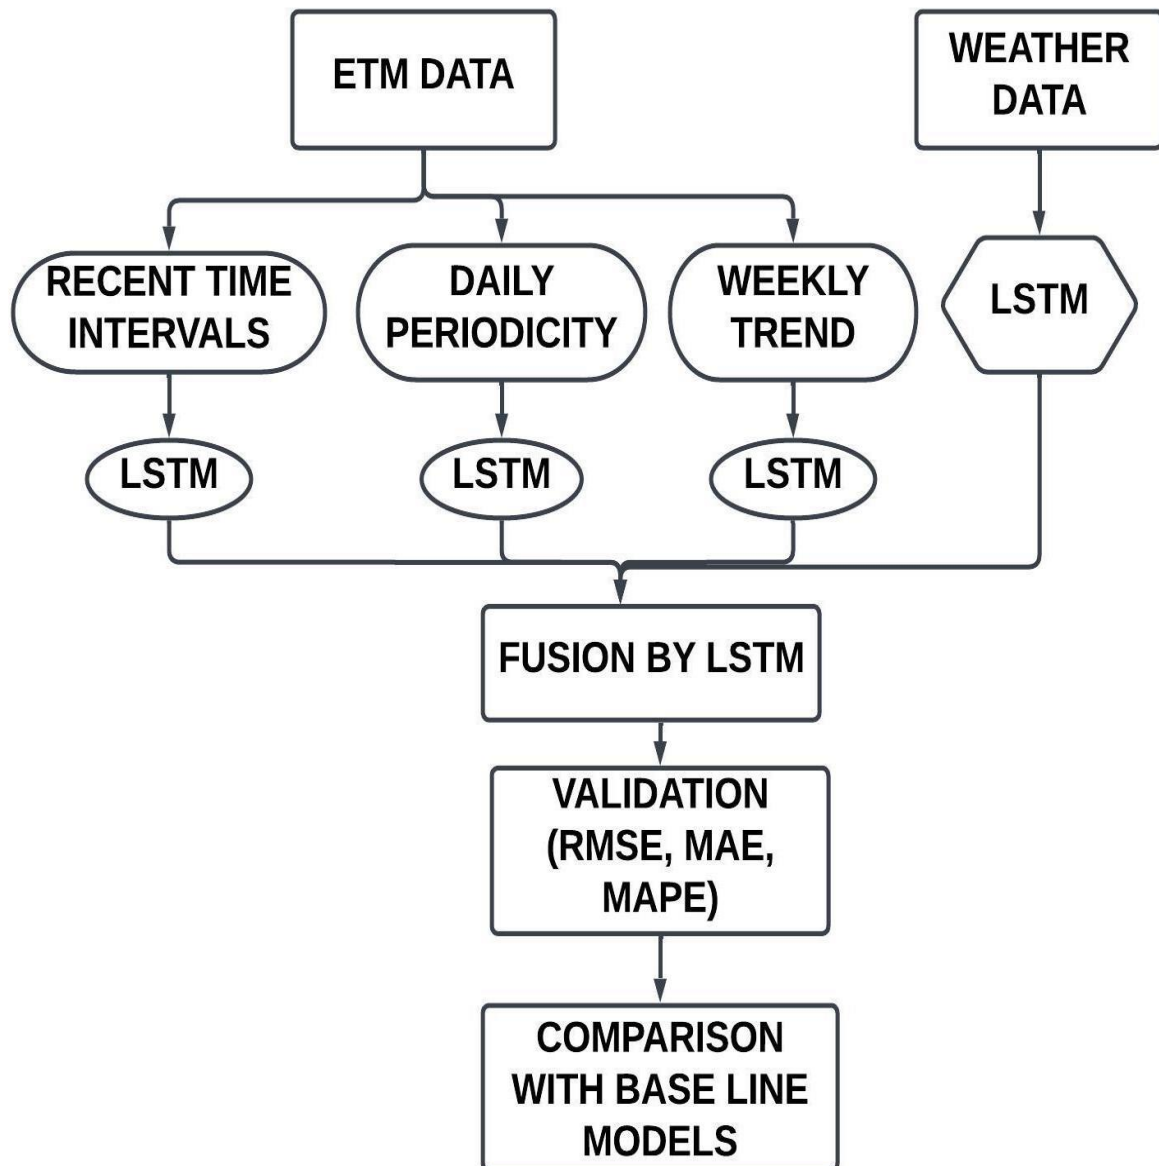 ETM DATA
WEATHER
DATA
RECENT TIME
INTERVALS
DAILY
PERIODICITY
WEEKLY
TREND
LSTM
LSTM
LSTM
LSTM
FUSION BY LSTM
VALIDATION
(RMSE, MAE,
MAPE)
COMPARISON
WITH BASE LINE
MODELS